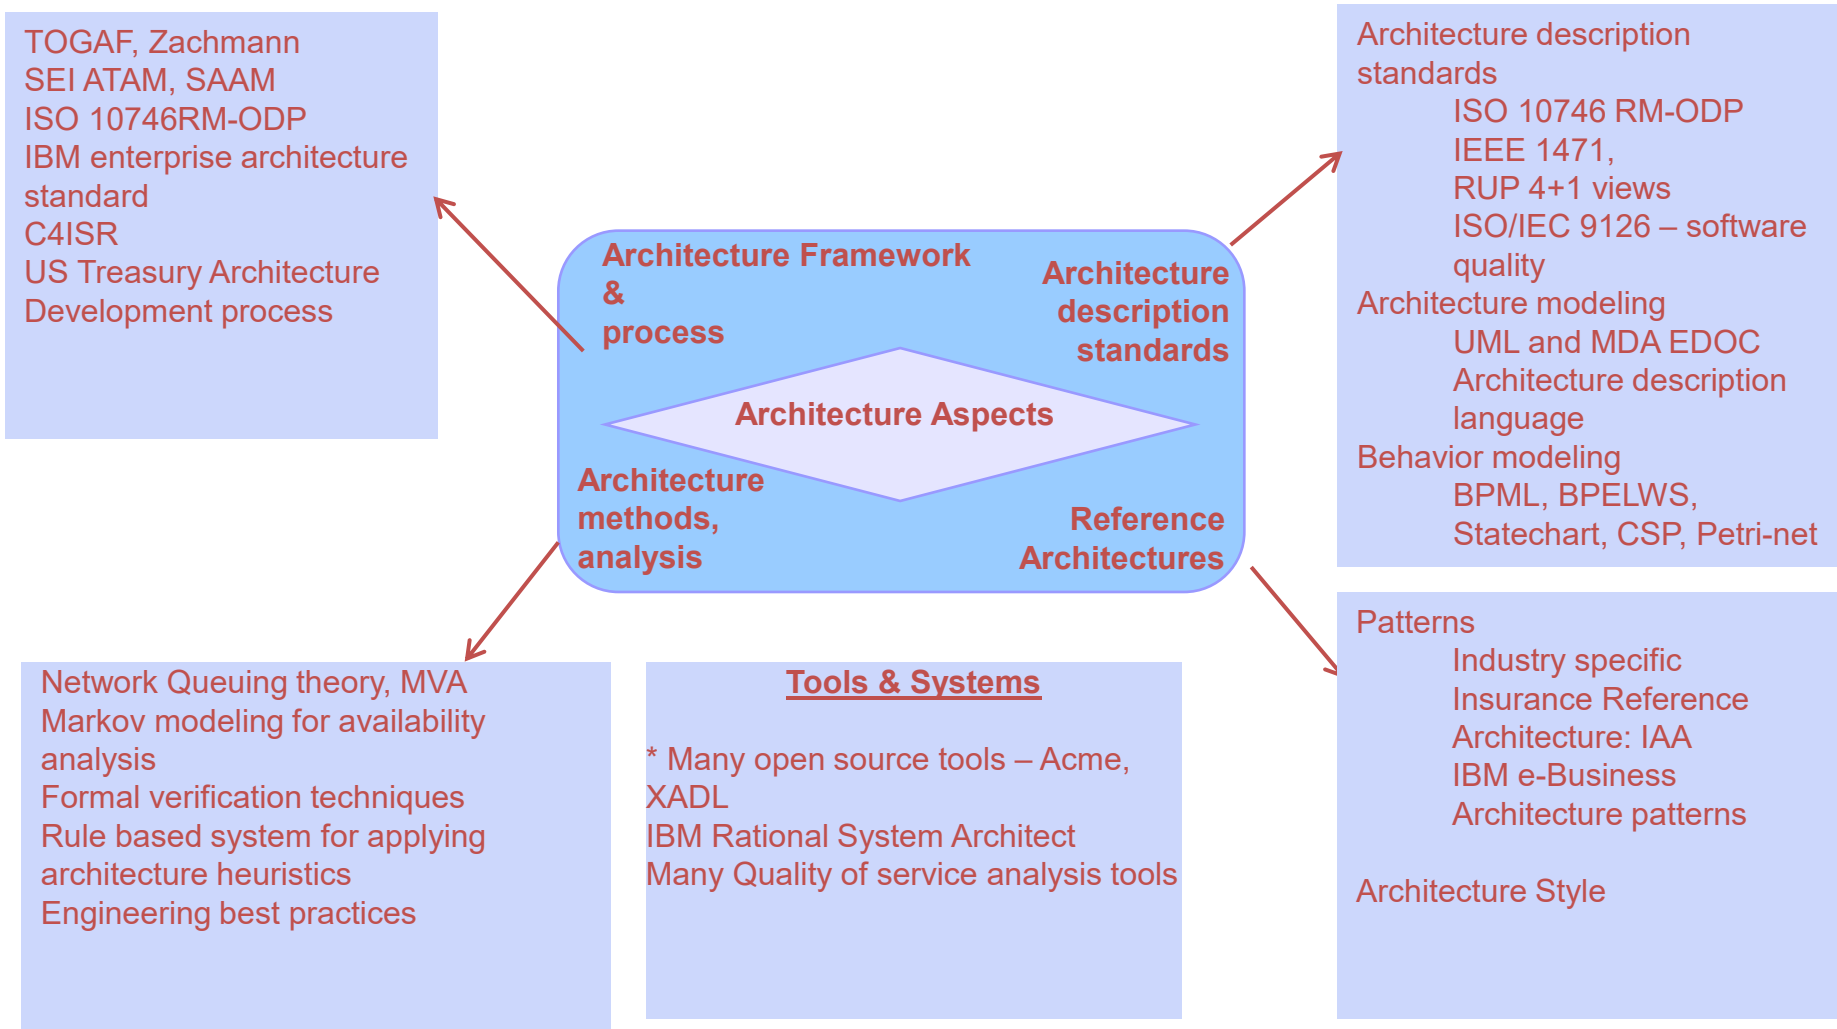 TOGAF, Zachmann
SEI ATAM, SAAM
ISO 10746RM-ODP
IBM enterprise architecture
standard
C4ISR
US Treasury Architecture
Development process
Architecture Framework
&
process
Architecture
description
standards
Architecture Aspects
Architecture
methods,
analysis
Reference
Architectures
Architecture description
standards
ISO 10746 RM-ODP
IEEE 1471,
RUP 4+1 views
ISO/IEC 9126 – software
quality
Architecture modeling
UML and MDA EDOC
Architecture description
language
Behavior modeling
BPML, BPELWS,
Statechart, CSP, Petri-net
Network Queuing theory, MVA
Markov modeling for availability
analysis
Formal verification techniques
Rule based system for applying
architecture heuristics
Engineering best practices
Tools & Systems
* Many open source tools – Acme,
XADL
IBM Rational System Architect
Many Quality of service analysis tools
Patterns
Industry specific
Insurance Reference
Architecture: IAA
IBM e-Business
Architecture patterns
Architecture Style